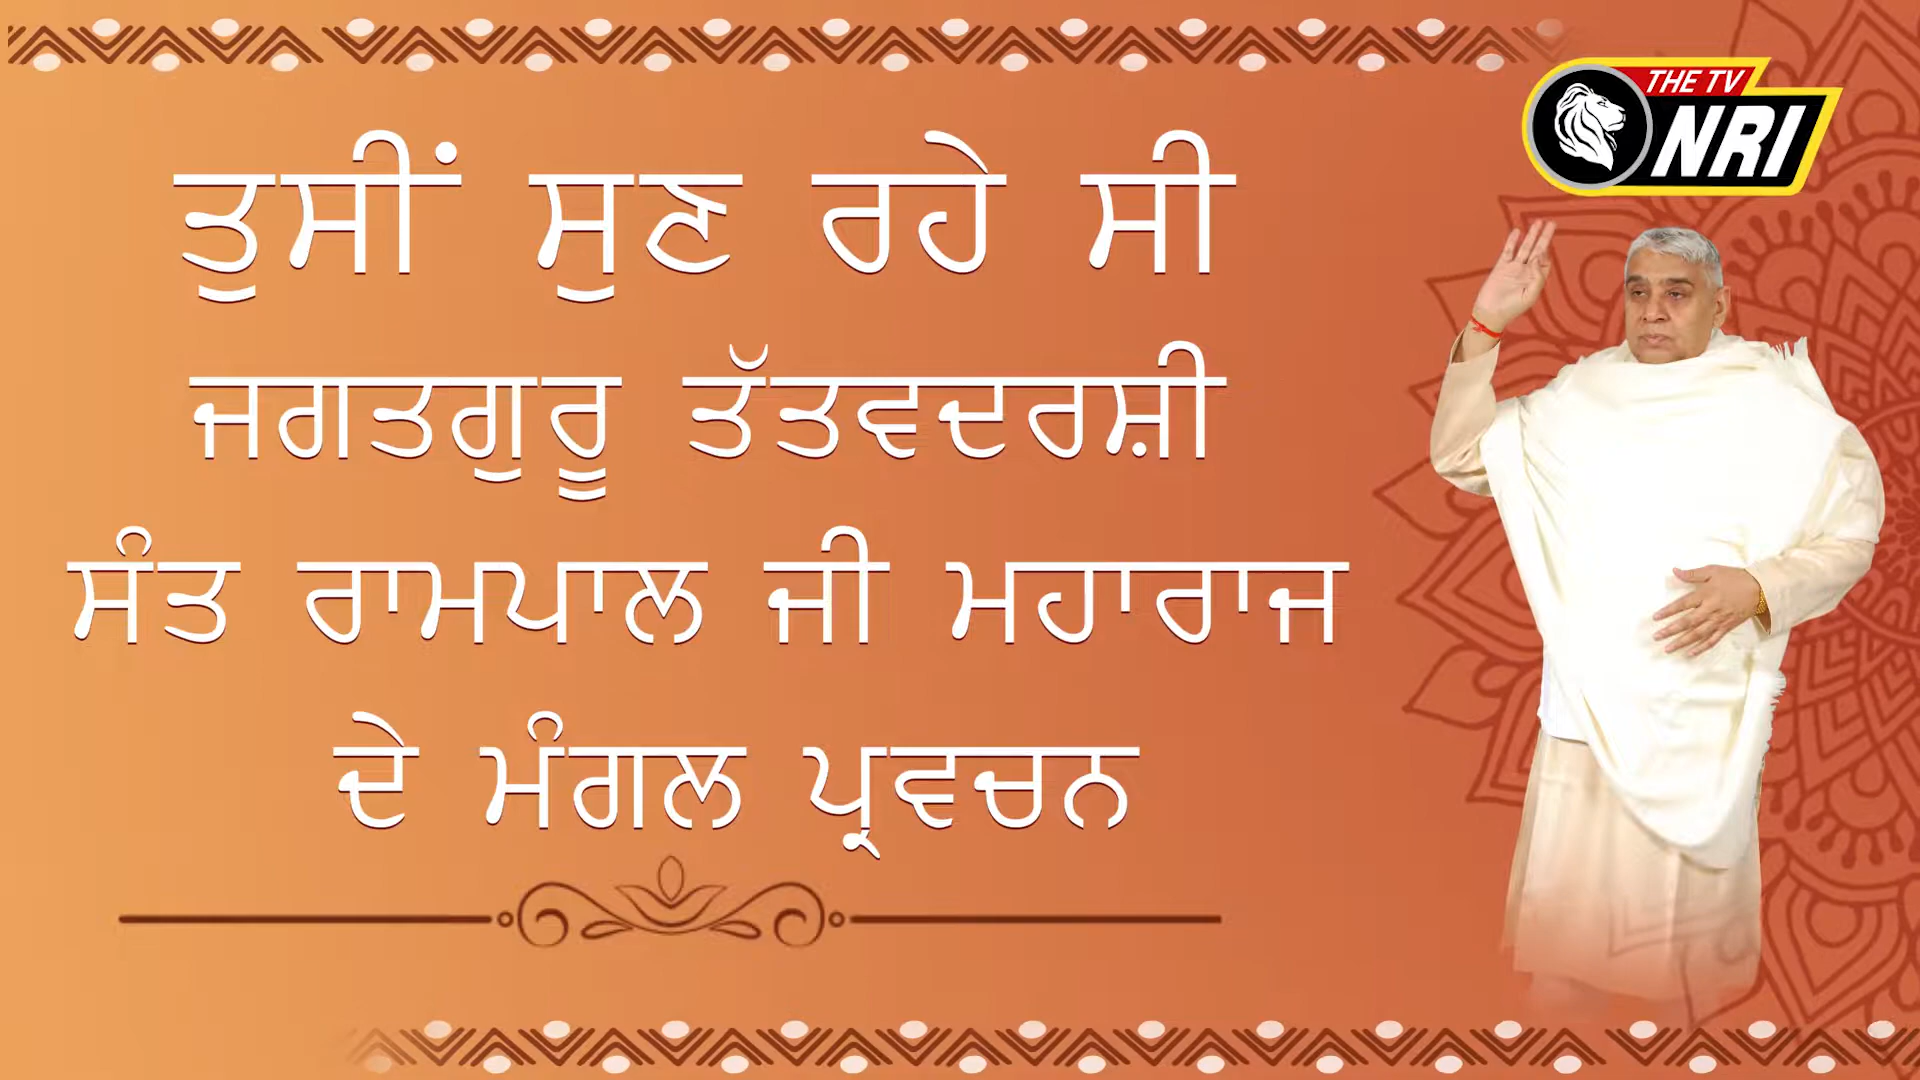 THE TV
NRI
ਤੁਸੀਂ ਸੁਣ ਰਹੇ ਸੀ
ਜਗਤਗੁਰੂ ਤੱਤਵਦਰਸ਼ੀ
ਸੰਤ ਰਾਮਪਾਲ ਜੀ ਮਹਾਰਾਜ
ਦੇ ਮੰਗਲ ਪ੍ਰਵਚਨ